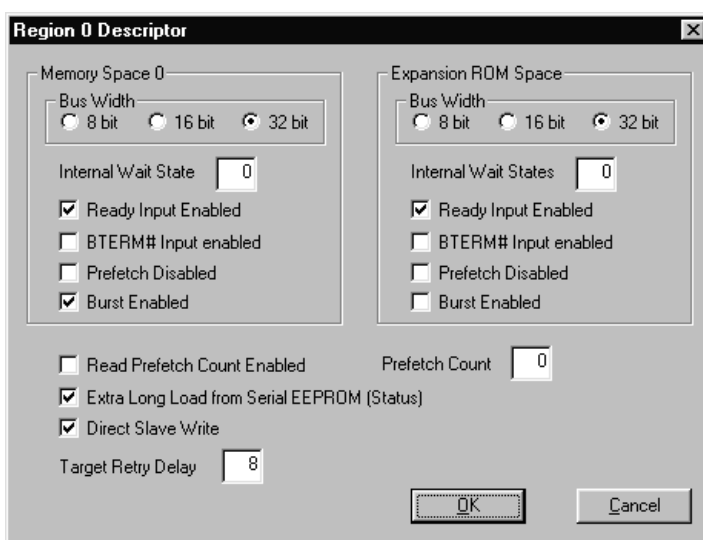 Region 0 Descriptor
Memory Space 0
Bus Width
8 bit 16 bit 32 bit
Internal Wait State 0
Ready Input Enabled
BTERM# Input enabled
Prefetch Disabled
Burst Enabled
Expansion ROM Space
Bus Width
8 bit 16 bit 32 bit
Internal Wait States 0
Ready Input Enabled
BTERM# Input enabled
Prefetch Disabled
Burst Enabled
Read Prefetch Count Enabled
Prefetch Count 0
Extra Long Load from Serial EEPROM (Status)
Direct Slave Write
Target Retry Delay 8
OK Cancel